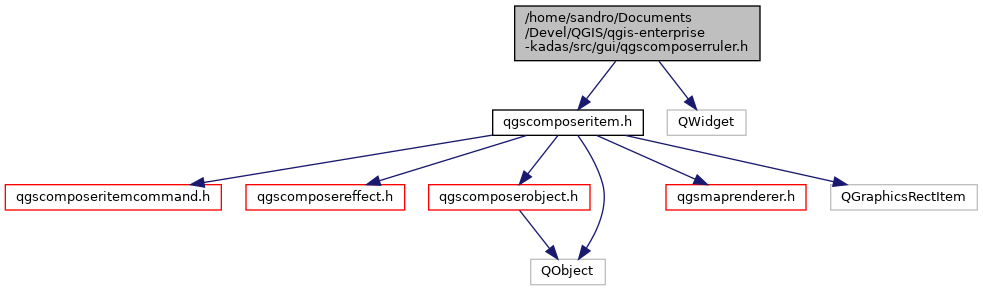 /home/sandro/Documents
/Devel/QGIS/qgis-enterprise
-kadas/src/gui/qgscomposerruler.h
qgscomposeritem.h
QWidget
qgscomposeritemcommand.h
qgscomposereffect.h
qgscomposerobject.h
qgsmaprenderer.h
QGraphicsRectItem
QObject